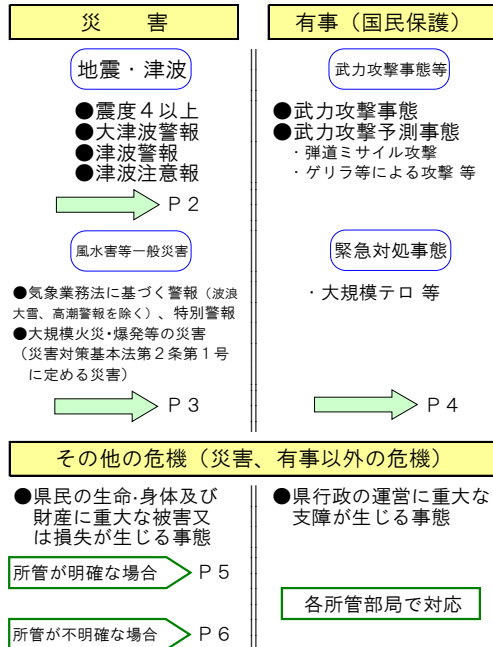 災　害
地震・津波
●震度４以上
●大津波警報
●津波警報
●津波注意報
Ｐ２
風水害等一般災害
●気象業務法に基づく警報（波浪
大雪、高潮警報を除く）、特別警報
●大規模火災・爆発等の災害
（災害対策基本法第２条第１号
に定める災害）
Ｐ３
有事（国民保護）
武力攻撃事態等
●武力攻撃事態
●武力攻撃予測事態
・弾道ミサイル攻撃
・ゲリラ等による攻撃 等
緊急対処事態
・大規模テロ 等
Ｐ４
その他の危機（災害、有事以外の危機）
●県民の生命・身体及び
財産に重大な被害又
は損失が生じる事態
所管が明確な場合
Ｐ５
所管が不明確な場合
Ｐ６
●県行政の運営に重大な
支障が生じる事態
各所管部局で対応